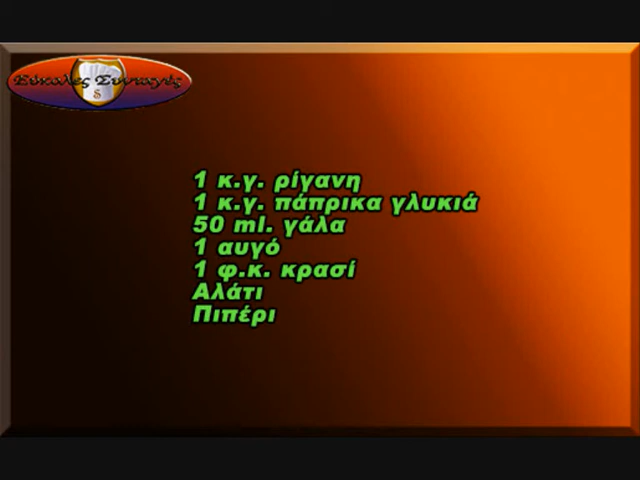 Εύκολες Συνταγές
1 κ.γ. ρίγανη
1 κ.γ. πάπρικα γλυκιά
50 ml. γάλα
1 αυγό
1 φ.κ. κρασί
Αλάτι
Πιπέρι